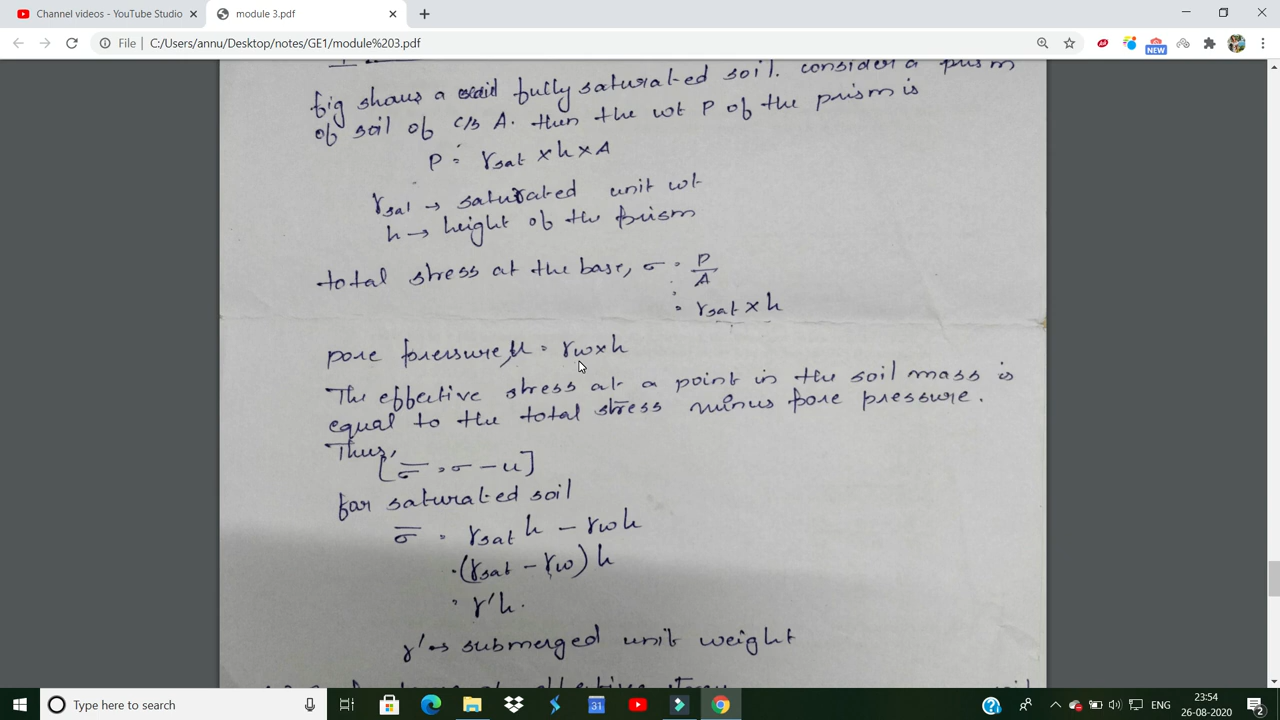 Channel videos - YouTube Studio
module 3.pdf
File
C:/Users/annu/Desktop/notes/GE1/module%203.pdf
NEW
fig shows a fully saturated soil. consider a prism
of soil of c/s A. then the wt P of the prism is
P = γsat × h × A
γsat → saturated unit wt
h → height of the prism
total stress at the base, σ = P/A
= γsat × h
pore pressure, u = γw × h
The effective stress at a point in the soil mass is
equal to the total stress minus pore pressure.
Thus,
[σ̅ = σ - u]
for saturated soil
σ̅ = γsat h - γw h
= (γsat - γw) h
= γ'h.
γ' → submerged unit weight
Type here to search
31
ENG
23:54
26-08-2020
2